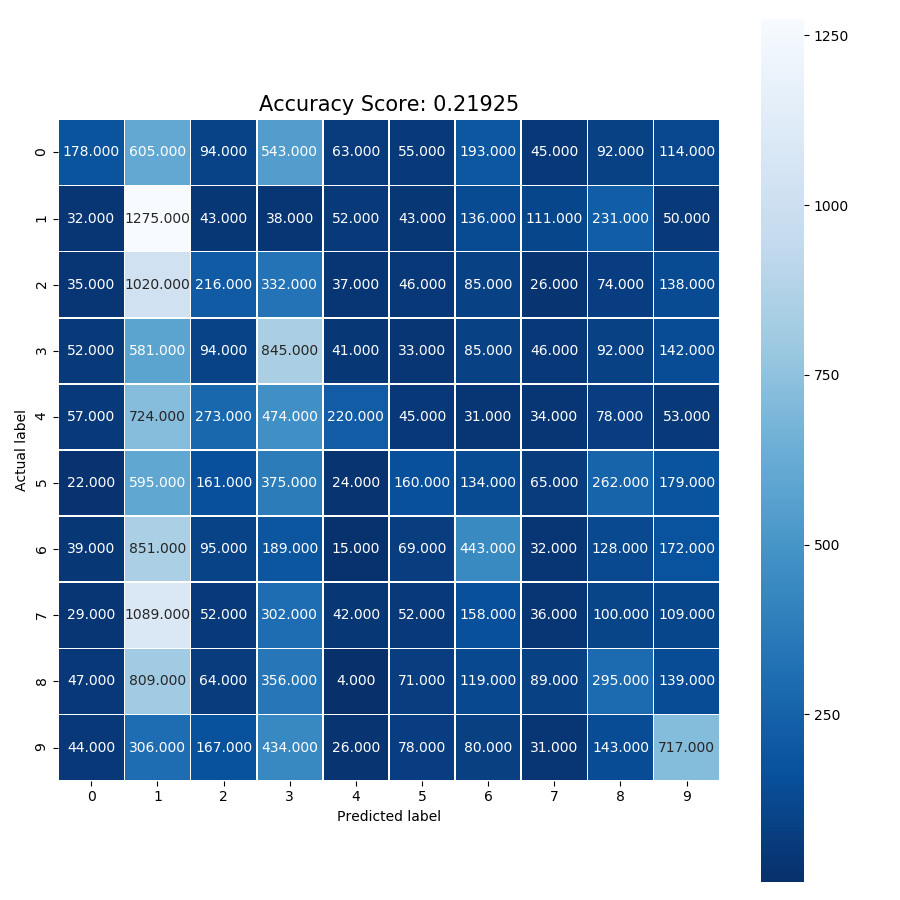 Accuracy Score: 0.21925
1250
1000
750
500
250
Actual label
0 178.000 605.000 94.000 543.000 63.000 55.000 193.000 45.000 92.000 114.000
1 32.000 1275.000 43.000 38.000 52.000 43.000 136.000 111.000 231.000 50.000
2 35.000 1020.000 216.000 332.000 37.000 46.000 85.000 26.000 74.000 138.000
3 52.000 581.000 94.000 845.000 41.000 33.000 85.000 46.000 92.000 142.000
4 57.000 724.000 273.000 474.000 220.000 45.000 31.000 34.000 78.000 53.000
5 22.000 595.000 161.000 375.000 24.000 160.000 134.000 65.000 262.000 179.000
6 39.000 851.000 95.000 189.000 15.000 69.000 443.000 32.000 128.000 172.000
7 29.000 1089.000 52.000 302.000 42.000 52.000 158.000 36.000 100.000 109.000
8 47.000 809.000 64.000 356.000 4.000 71.000 119.000 89.000 295.000 139.000
9 44.000 306.000 167.000 434.000 26.000 78.000 80.000 31.000 143.000 717.000
0 1 2 3 4 5 6 7 8 9
Predicted label